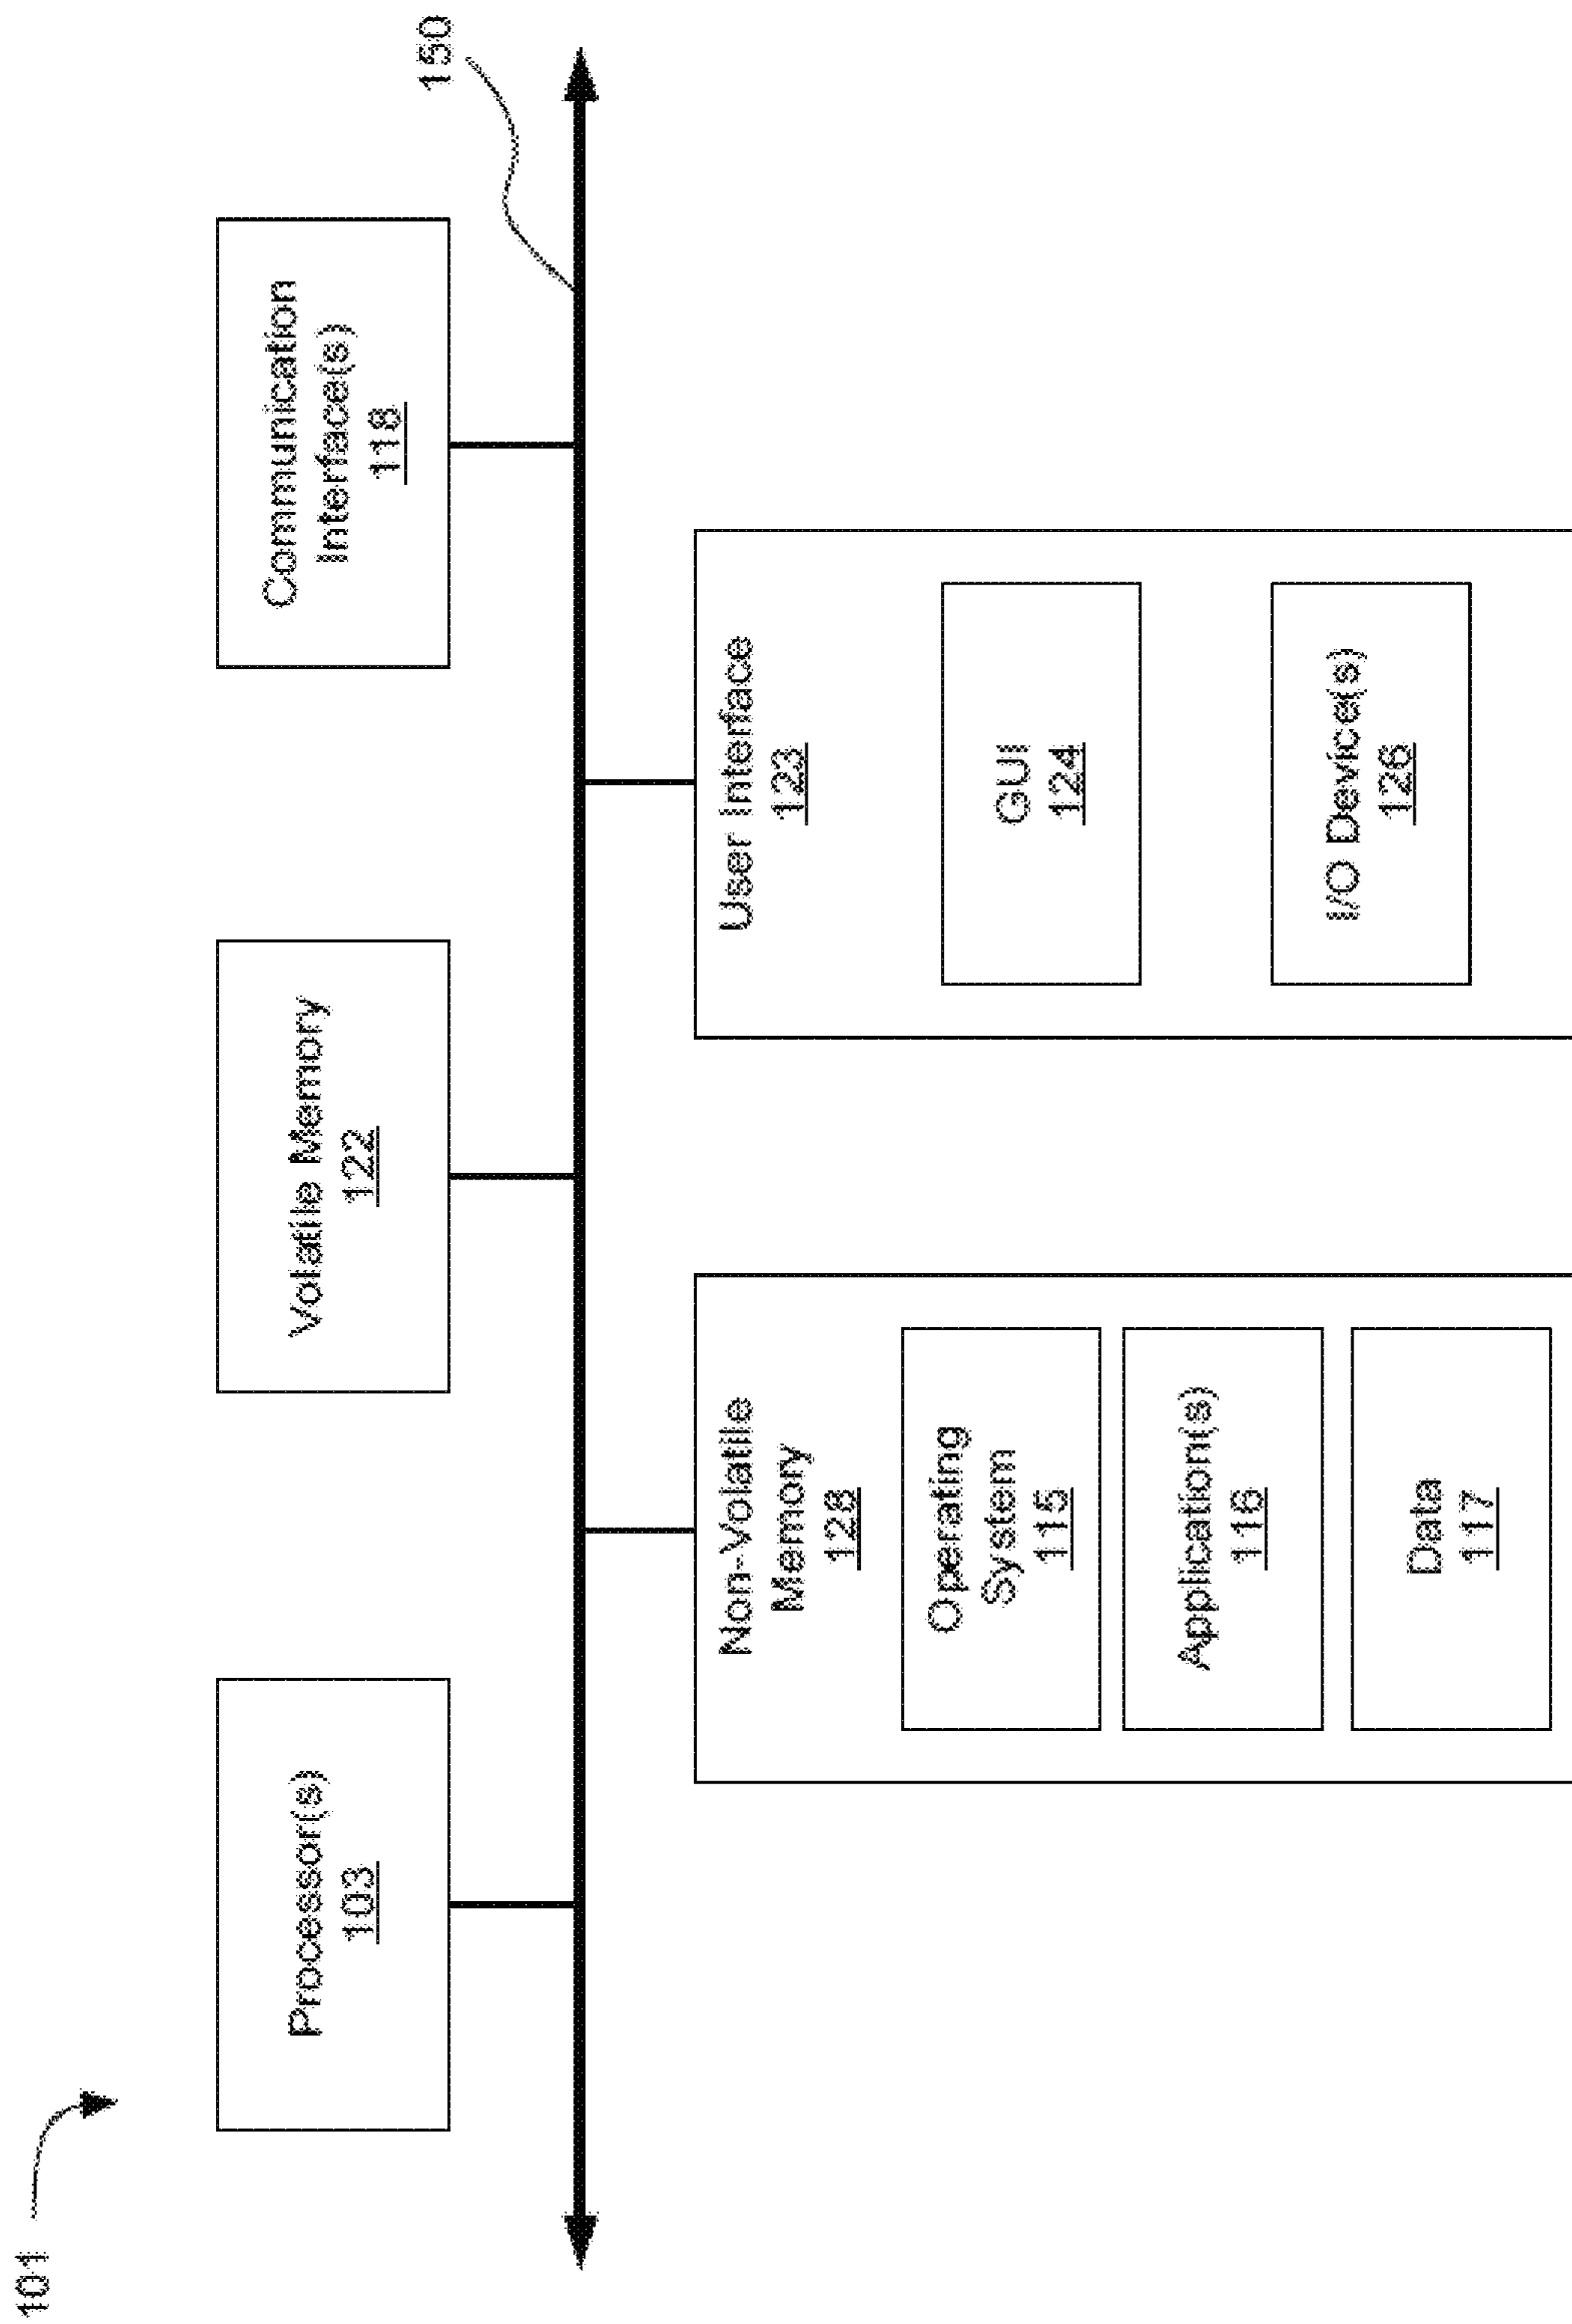 101
Processor(s)
103
Volatile Memory
122
Communication
Interface(s)
118
150
Non-Volatile
Memory
128
Operating
System
115
Application(s)
116
Data
117
User Interface
123
GUI
124
I/O Device(s)
126